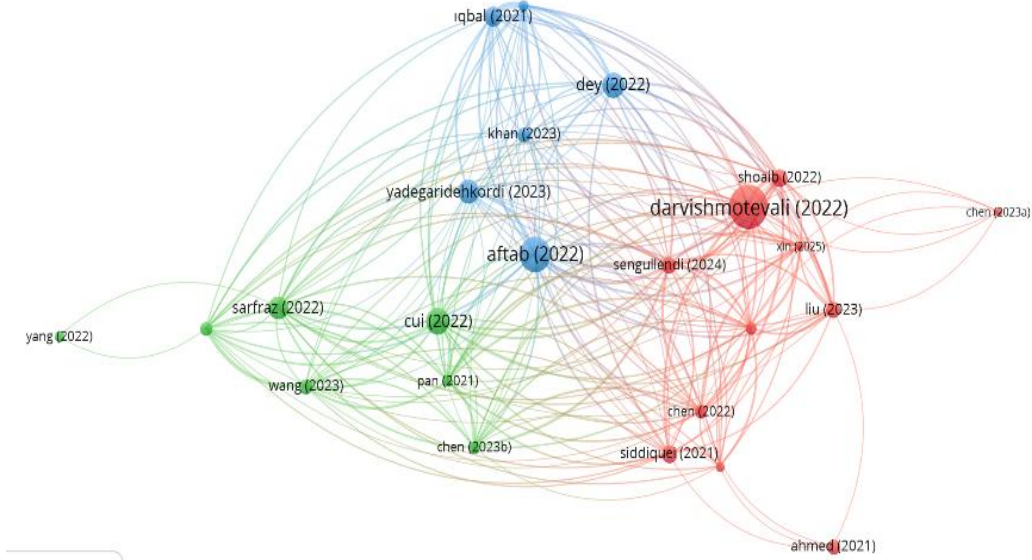 iqbal (2021)
dey (2022)
khan (2023)
shoaib (2022)
yadegaridehkordi (2023)
darvishmotevali (2022)
chen (2023a)
xin (2025)
aftab (2022)
sengullendi (2024)
sarfraz (2022)
liu (2023)
cui (2022)
yang (2022)
pan (2021)
wang (2023)
chen (2022)
chen (2023b)
siddiquei (2021)
ahmed (2021)